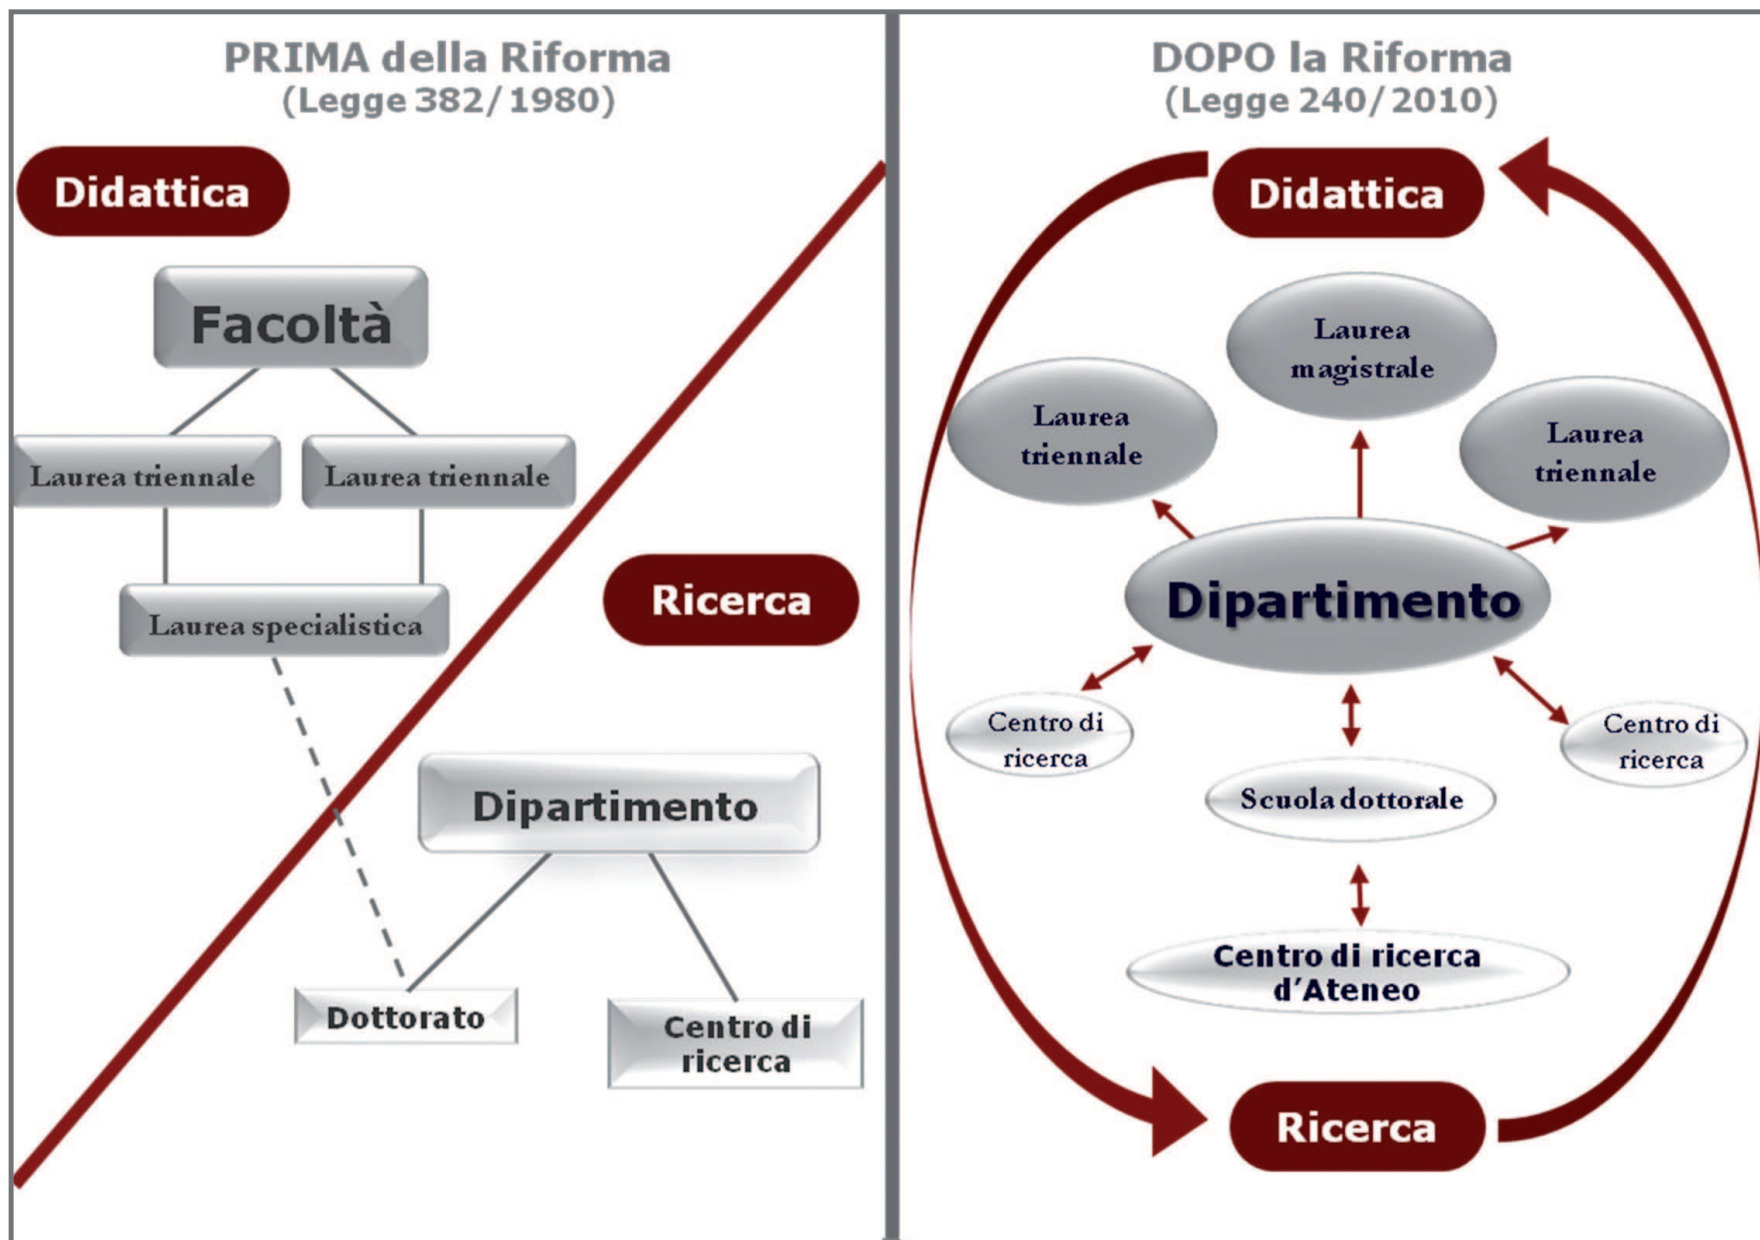 PRIMA della Riforma
(Legge 382/1980)
Didattica
Facoltà
Laurea triennale
Laurea triennale
Laurea specialistica
Ricerca
Dipartimento
Dottorato
Centro di
ricerca
DOPO la Riforma
(Legge 240/2010)
Didattica
Laurea
magistrale
Laurea
triennale
Laurea
triennale
Dipartimento
Centro di
ricerca
Centro di
ricerca
Scuola dottorale
Centro di ricerca
d'Ateneo
Ricerca